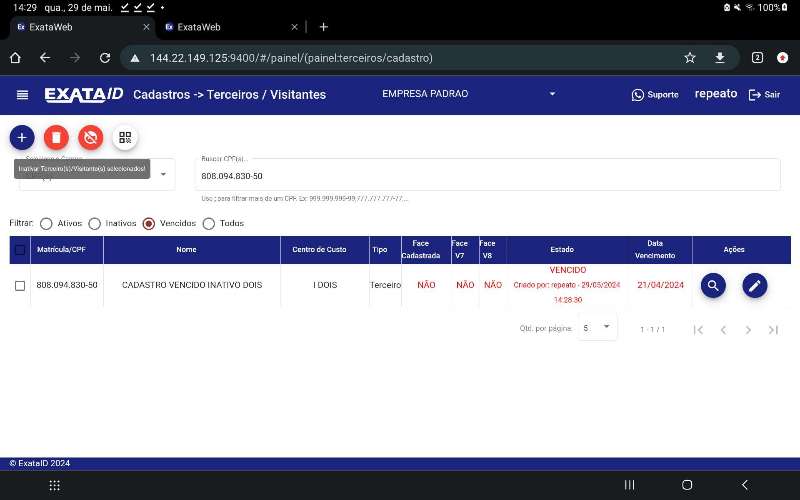 14:29 qua., 29 de mai. 100%
ExataWeb ExataWeb
144.22.149.125:9400/#/painel/(painel:terceiros/cadastro) 2
EXATAID Cadastros -> Terceiros / Visitantes EMPRESA PADRAO Suporte repeato Sair
Inativar Terceiro(s)/Visitante(s) selecionados!
Buscar CPF(s)...
808.094.830-50
Use ; para filtrar mais de um CPF. Ex: 999.999.999-99;777.777.777-77...
Filtrar: Ativos Inativos Vencidos Todos
Matrícula/CPF Nome Centro de Custo Tipo Face Cadastrada Face V7 Face V8 Estado Data Vencimento Ações
VENCIDO
808.094.830-50 CADASTRO VENCIDO INATIVO DOIS I DOIS Terceiro NÃO NÃO NÃO Criado por: repeato - 29/05/2024 21/04/2024
14:28:30
Qtd. por página: 5 1 - 1 / 1
© ExataID 2024